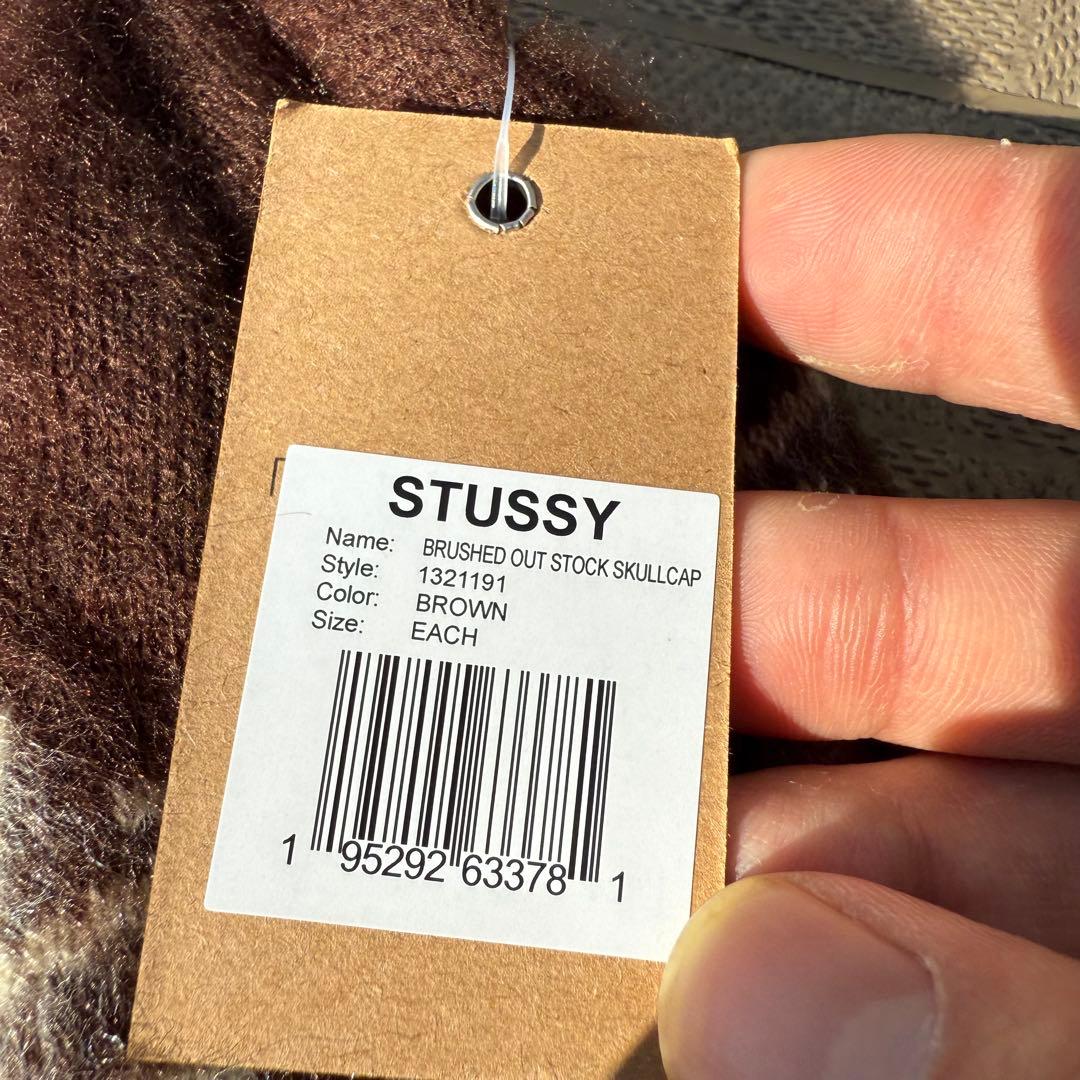 STUSSY
Name: BRUSHED OUT STOCK SKULLCAP
Style: 1321191
Color: BROWN
Size: EACH
1 95292 63378 1